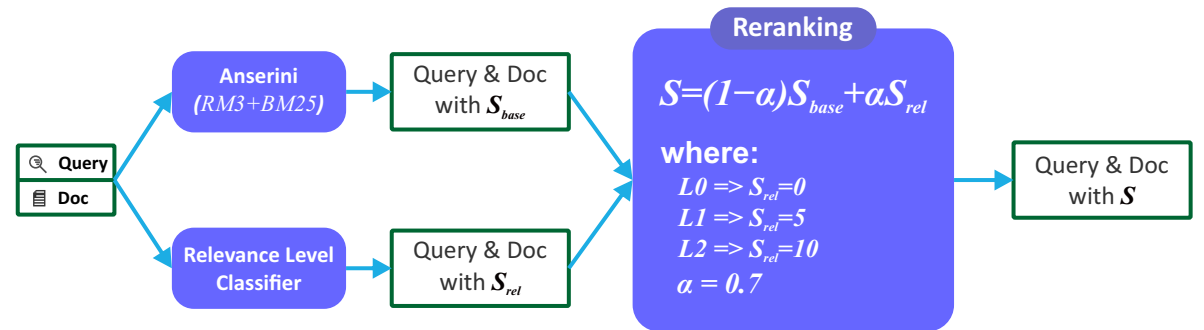 Query
Doc
Anserini
(RM3+BM25)
Query & Doc
with S_base
Relevance Level
Classifier
Query & Doc
with S_rel
Reranking
S=(1−α)S_base+αS_rel
where:
L0 => S_rel=0
L1 => S_rel=5
L2 => S_rel=10
α = 0.7
Query & Doc
with S